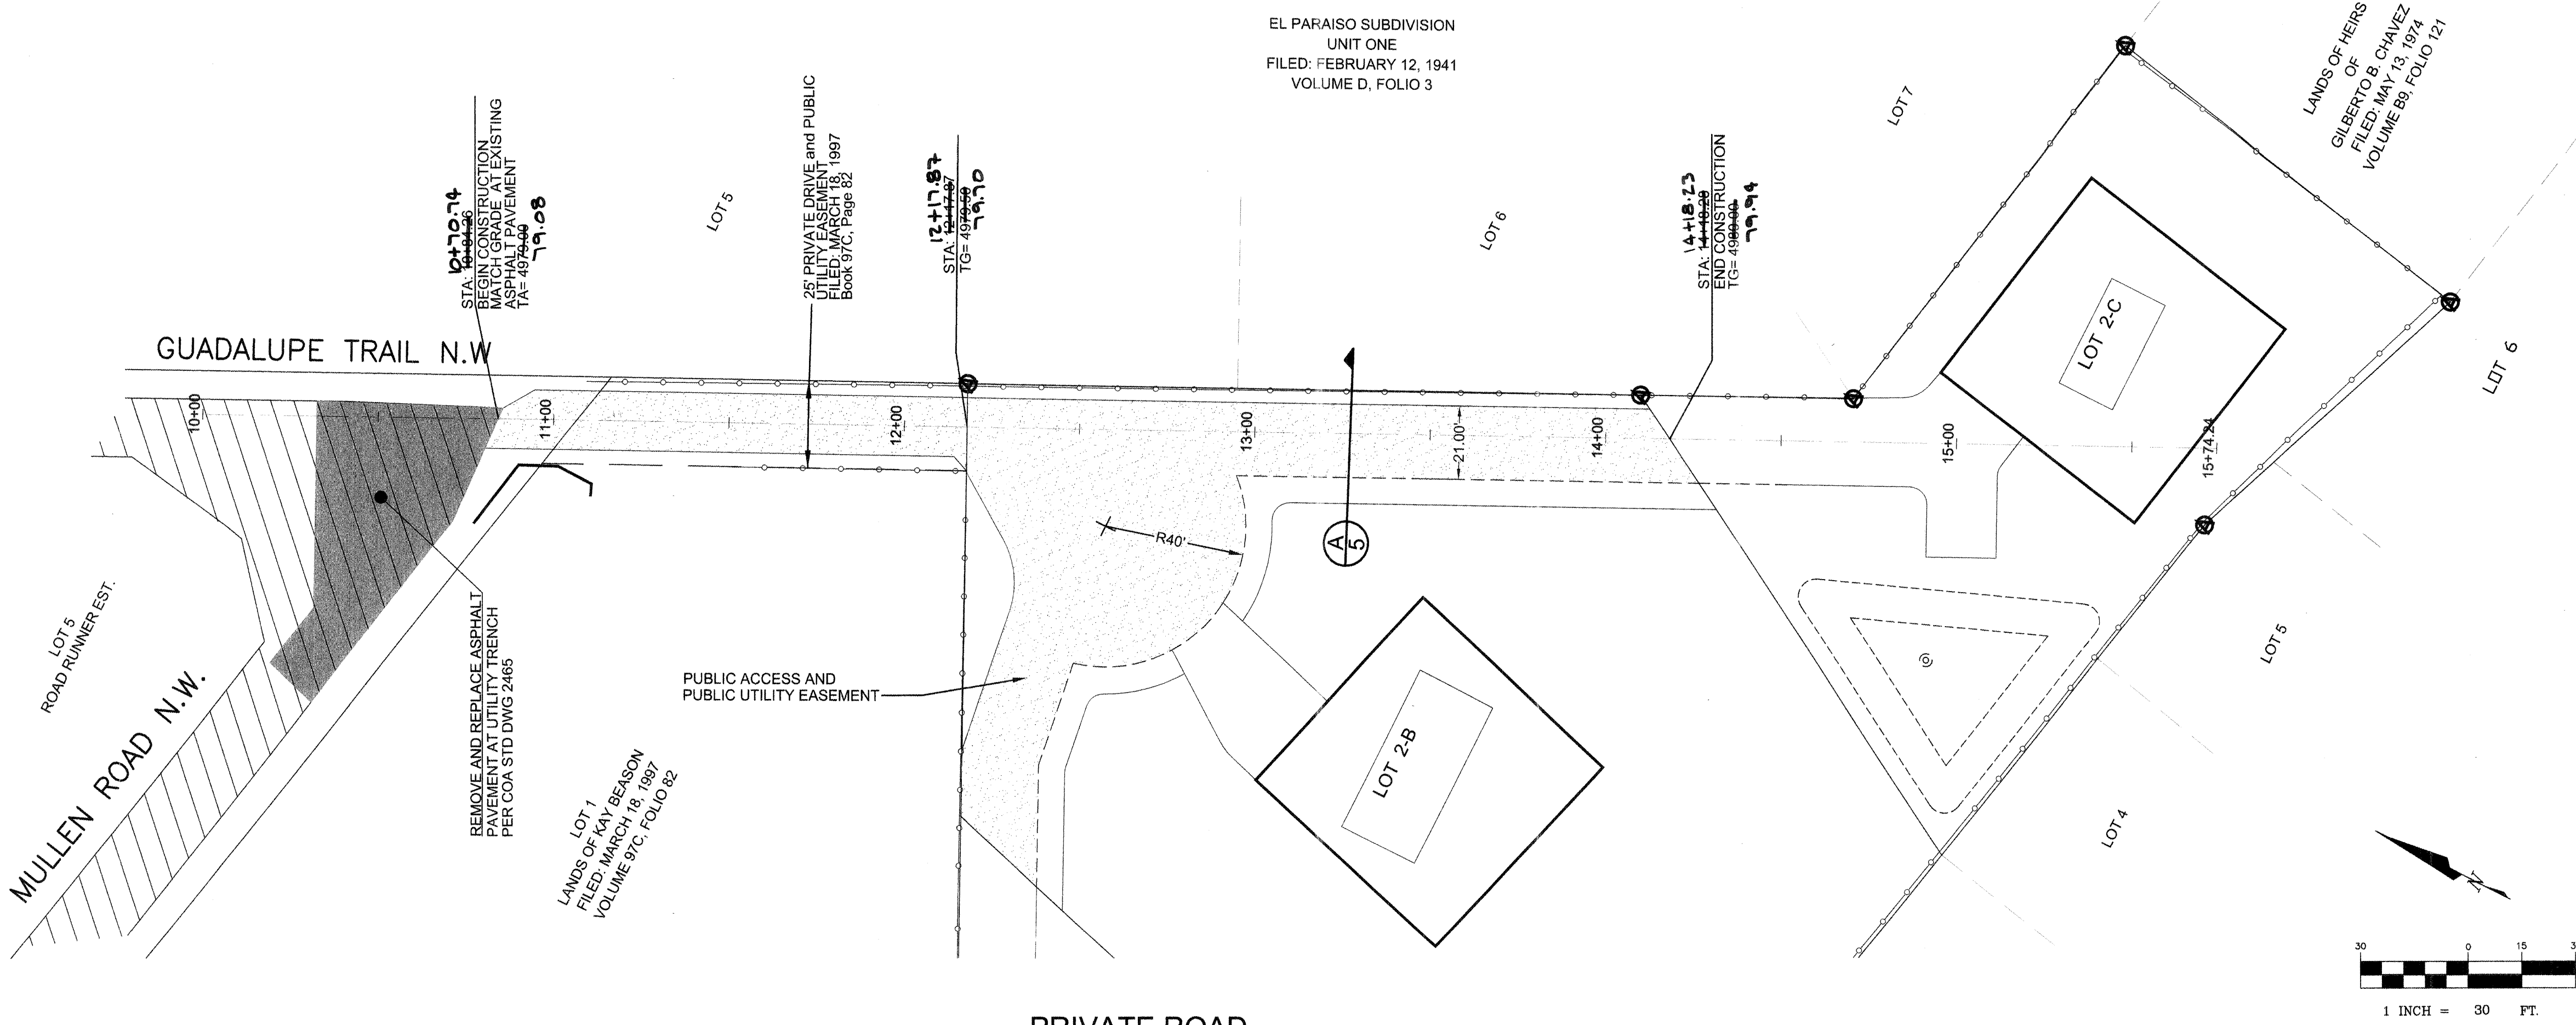 EL PARAISO SUBDIVISION
UNIT ONE
FILED: FEBRUARY 12, 1941
VOLUME D, FOLIO 3
LANDS OF HEIRS
OF
GILBERTO B. CHAVEZ
FILED: MAY 13, 1974
VOLUME B9, FOLIO 121
LOT 7
LOT 5
LOT 6
10+70.74
STA: 10+84.26
BEGIN CONSTRUCTION
MATCH GRADE AT EXISTING
ASPHALT PAVEMENT
TA= 4979.00
79.08
25' PRIVATE DRIVE and PUBLIC
UTILITY EASEMENT
FILED: MARCH 18, 1997
Book 97C, Page 82
12+17.87
STA: 12+17.87
TG= 4979.50
79.70
14+18.23
STA: 14+18.20
END CONSTRUCTION
TG= 4980.00
79.94
GUADALUPE TRAIL N.W
10+00
11+00
12+00
13+00
21.00'
14+00
15+00
15+74.24
LOT 2-C
LOT 6
R40'
A
5
LOT 5
ROAD RUNNER EST.
MULLEN ROAD N.W.
REMOVE AND REPLACE ASPHALT
PAVEMENT AT UTILITY TRENCH
PER COA STD DWG 2465
PUBLIC ACCESS AND
PUBLIC UTILITY EASEMENT
LOT 1
LANDS OF KAY BEASON
FILED: MARCH 18, 1997
VOLUME 97C, FOLIO 82
LOT 2-B
LOT 5
LOT 4
N
30 0 15
1 INCH = 30 FT.
PRIVATE ROAD